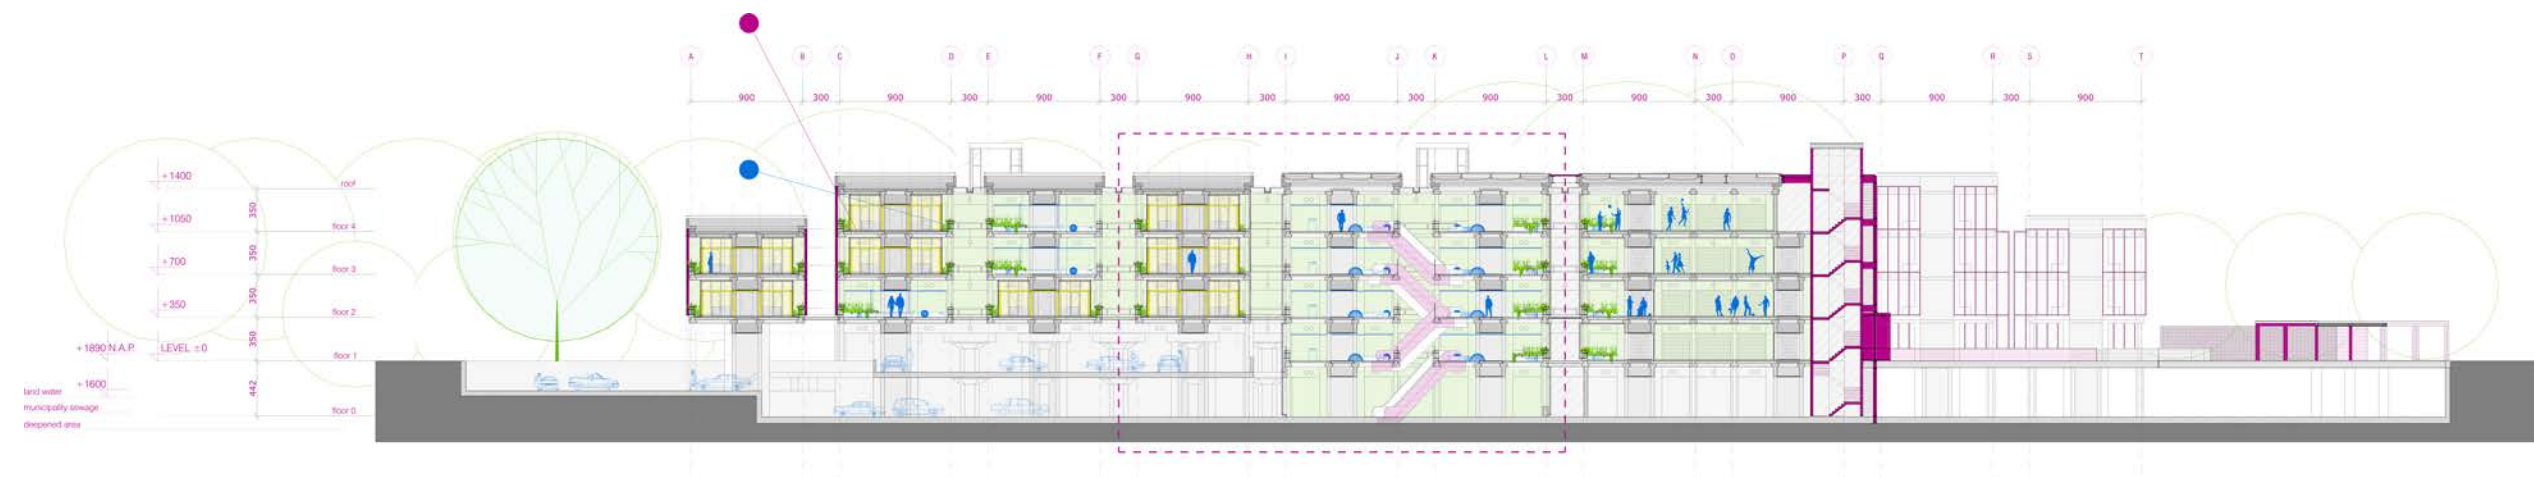 A B C D E F G H I J K L M N O P Q R S T
900 300 900 300 900 300 900 300 900 300 900 300 900 300 900 300 900 300 900
+1400 roof
350
+1050 floor 4
350
+700 floor 3
350
+350 floor 2
350
+1890 N.A.P. LEVEL ±0 floor 1
+1600 442
land water
municipality sewage floor 0
deepened area